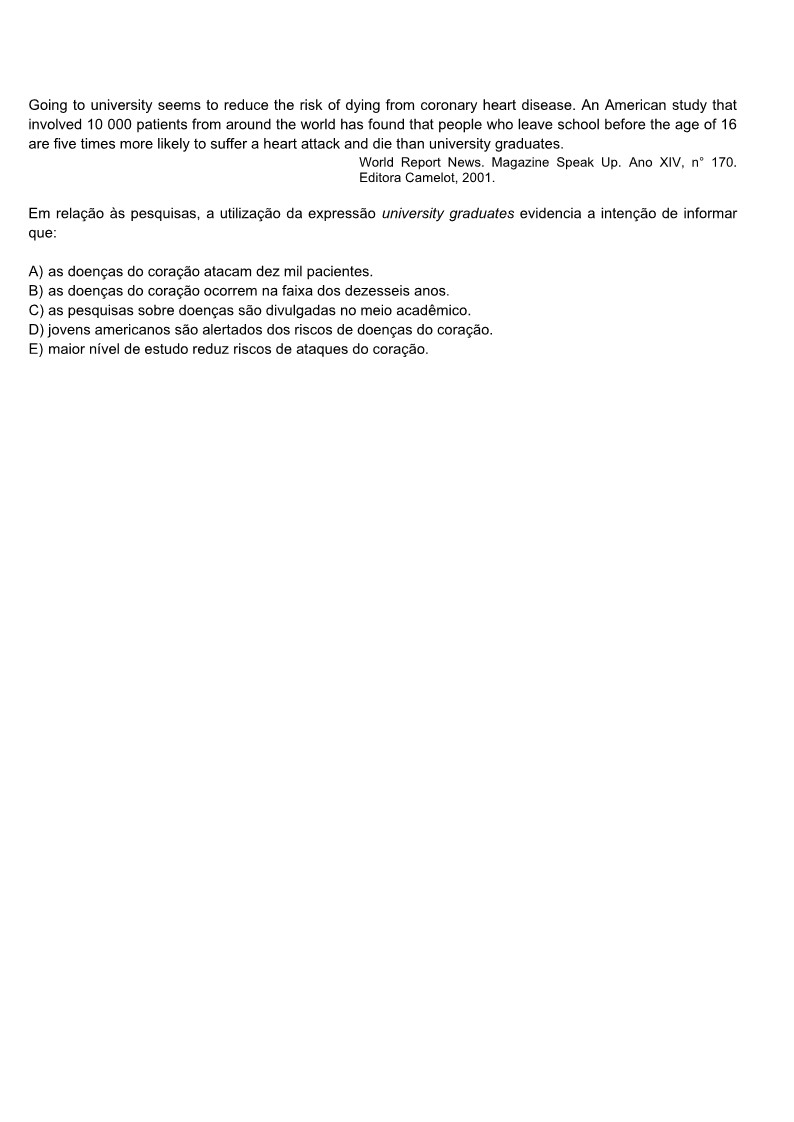 Going to university seems to reduce the risk of dying from coronary heart disease. An American study that
involved 10 000 patients from around the world has found that people who leave school before the age of 16
are five times more likely to suffer a heart attack and die than university graduates.
World Report News. Magazine Speak Up. Ano XIV, n° 170.
Editora Camelot, 2001.
Em relação às pesquisas, a utilização da expressão university graduates evidencia a intenção de informar
que:
A) as doenças do coração atacam dez mil pacientes.
B) as doenças do coração ocorrem na faixa dos dezesseis anos.
C) as pesquisas sobre doenças são divulgadas no meio acadêmico.
D) jovens americanos são alertados dos riscos de doenças do coração.
E) maior nível de estudo reduz riscos de ataques do coração.